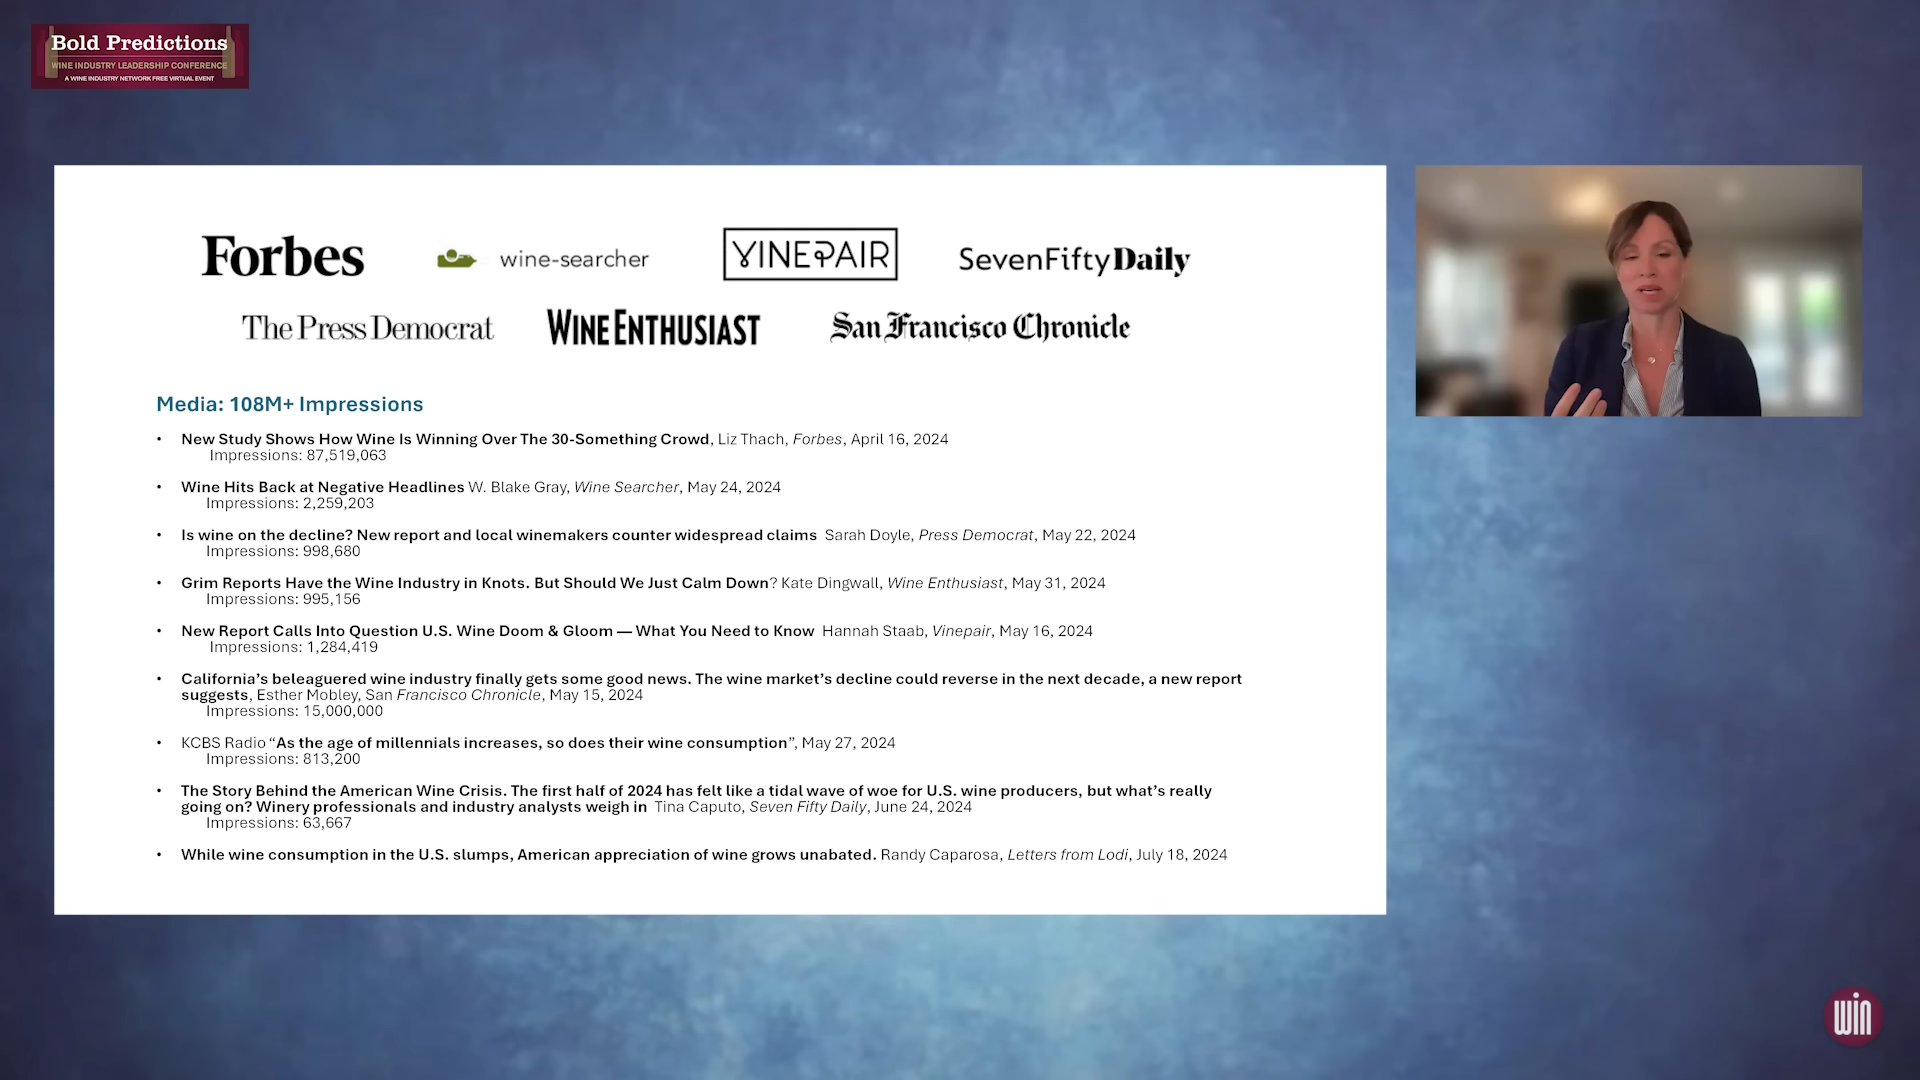 Bold Predictions
WINE INDUSTRY LEADERSHIP CONFERENCE
A WINE INDUSTRY NETWORK FREE VIRTUAL EVENT
Forbes
wine-searcher
VINEPAIR
SevenFifty Daily
The Press Democrat
WINE ENTHUSIAST
San Francisco Chronicle
Media: 108M+ Impressions
• New Study Shows How Wine Is Winning Over The 30-Something Crowd, Liz Thach, Forbes, April 16, 2024
Impressions: 87,519,063
• Wine Hits Back at Negative Headlines W. Blake Gray, Wine Searcher, May 24, 2024
Impressions: 2,259,203
• Is wine on the decline? New report and local winemakers counter widespread claims Sarah Doyle, Press Democrat, May 22, 2024
Impressions: 998,680
• Grim Reports Have the Wine Industry in Knots. But Should We Just Calm Down? Kate Dingwall, Wine Enthusiast, May 31, 2024
Impressions: 995,156
• New Report Calls Into Question U.S. Wine Doom & Gloom — What You Need to Know Hannah Staab, Vinepair, May 16, 2024
Impressions: 1,284,419
• California's beleaguered wine industry finally gets some good news. The wine market's decline could reverse in the next decade, a new report
suggests, Esther Mobley, San Francisco Chronicle, May 15, 2024
Impressions: 15,000,000
• KCBS Radio "As the age of millennials increases, so does their wine consumption", May 27, 2024
Impressions: 813,200
• The Story Behind the American Wine Crisis. The first half of 2024 has felt like a tidal wave of woe for U.S. wine producers, but what's really
going on? Winery professionals and industry analysts weigh in Tina Caputo, Seven Fifty Daily, June 24, 2024
Impressions: 63,667
• While wine consumption in the U.S. slumps, American appreciation of wine grows unabated. Randy Caparosa, Letters from Lodi, July 18, 2024
win